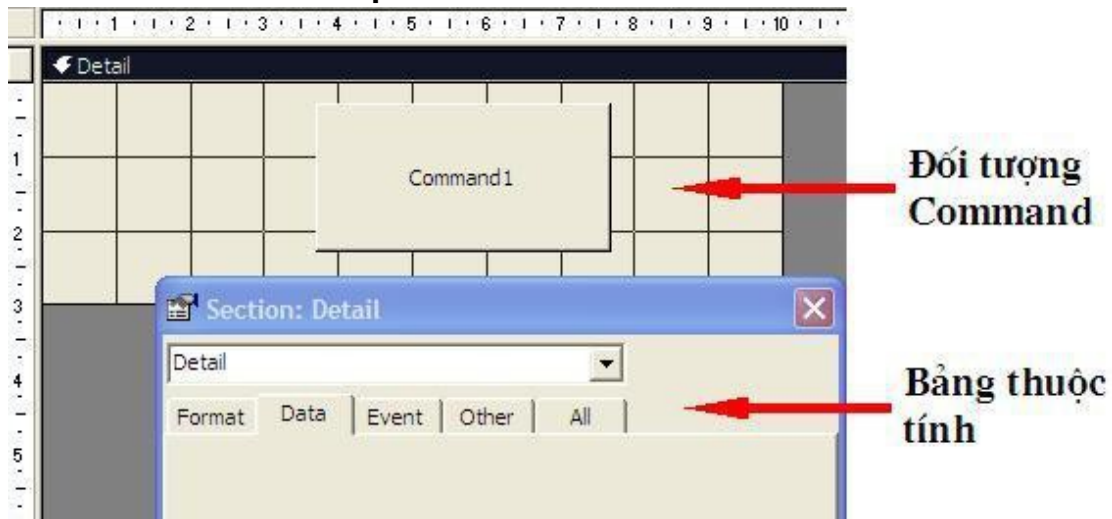 1 2 3 4 5 6 7 8 9 10
Detail
1
Command1
Đối tượng
Command
2
3
Section: Detail
Detail
4
Bảng thuộc
tính
Format Data Event Other All
5